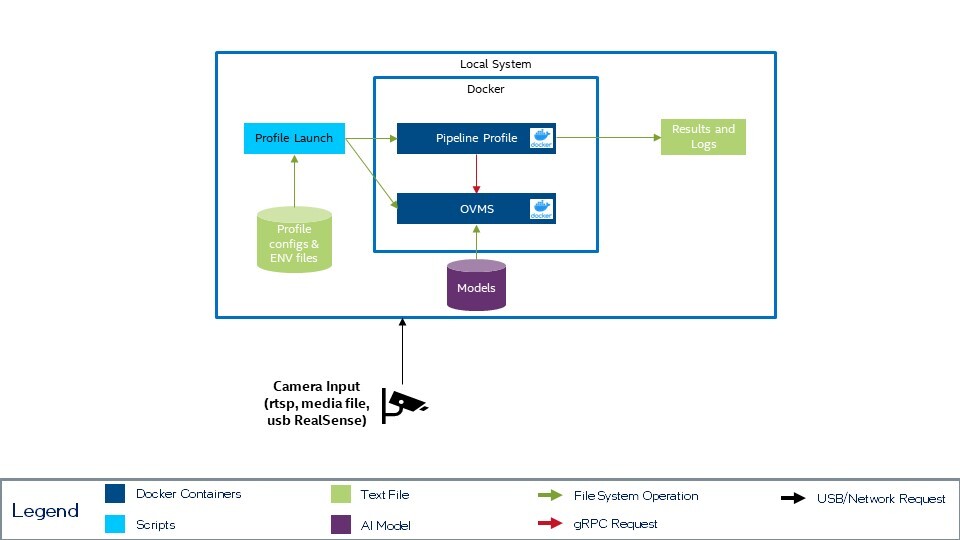 Local System
Docker
Profile Launch
Pipeline Profile
docker
Results and
Logs
OVMS
docker
Profile
configs &
ENV files
Models
Camera Input
(rtsp, media file,
usb RealSense)
Legend
Docker Containers
Text File
File System Operation
USB/Network Request
Scripts
AI Model
gRPC Request